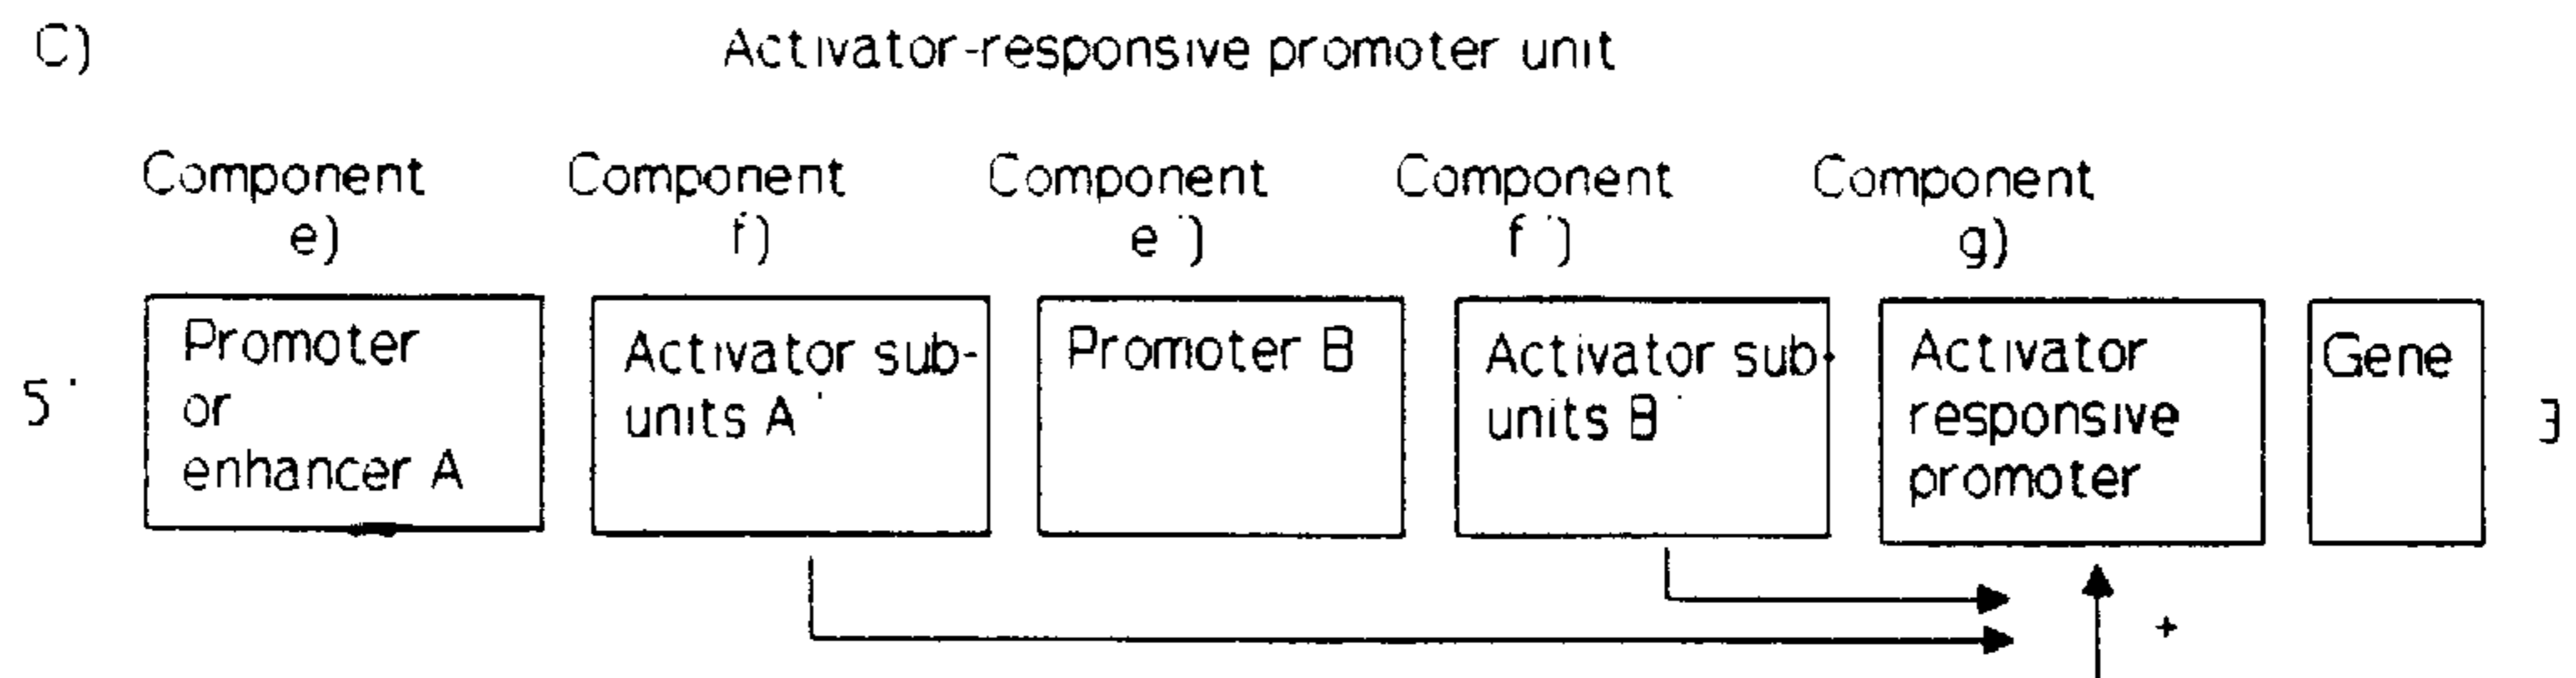 C)
Activator-responsive promoter unit
Component Component Component Component Component
e) f) e') f') g)
Promoter
or
enhancer A
Activator sub-
units A'
Promoter B
Activator sub-
units B'
Activator
responsive
promoter
Gene
5'
3
+